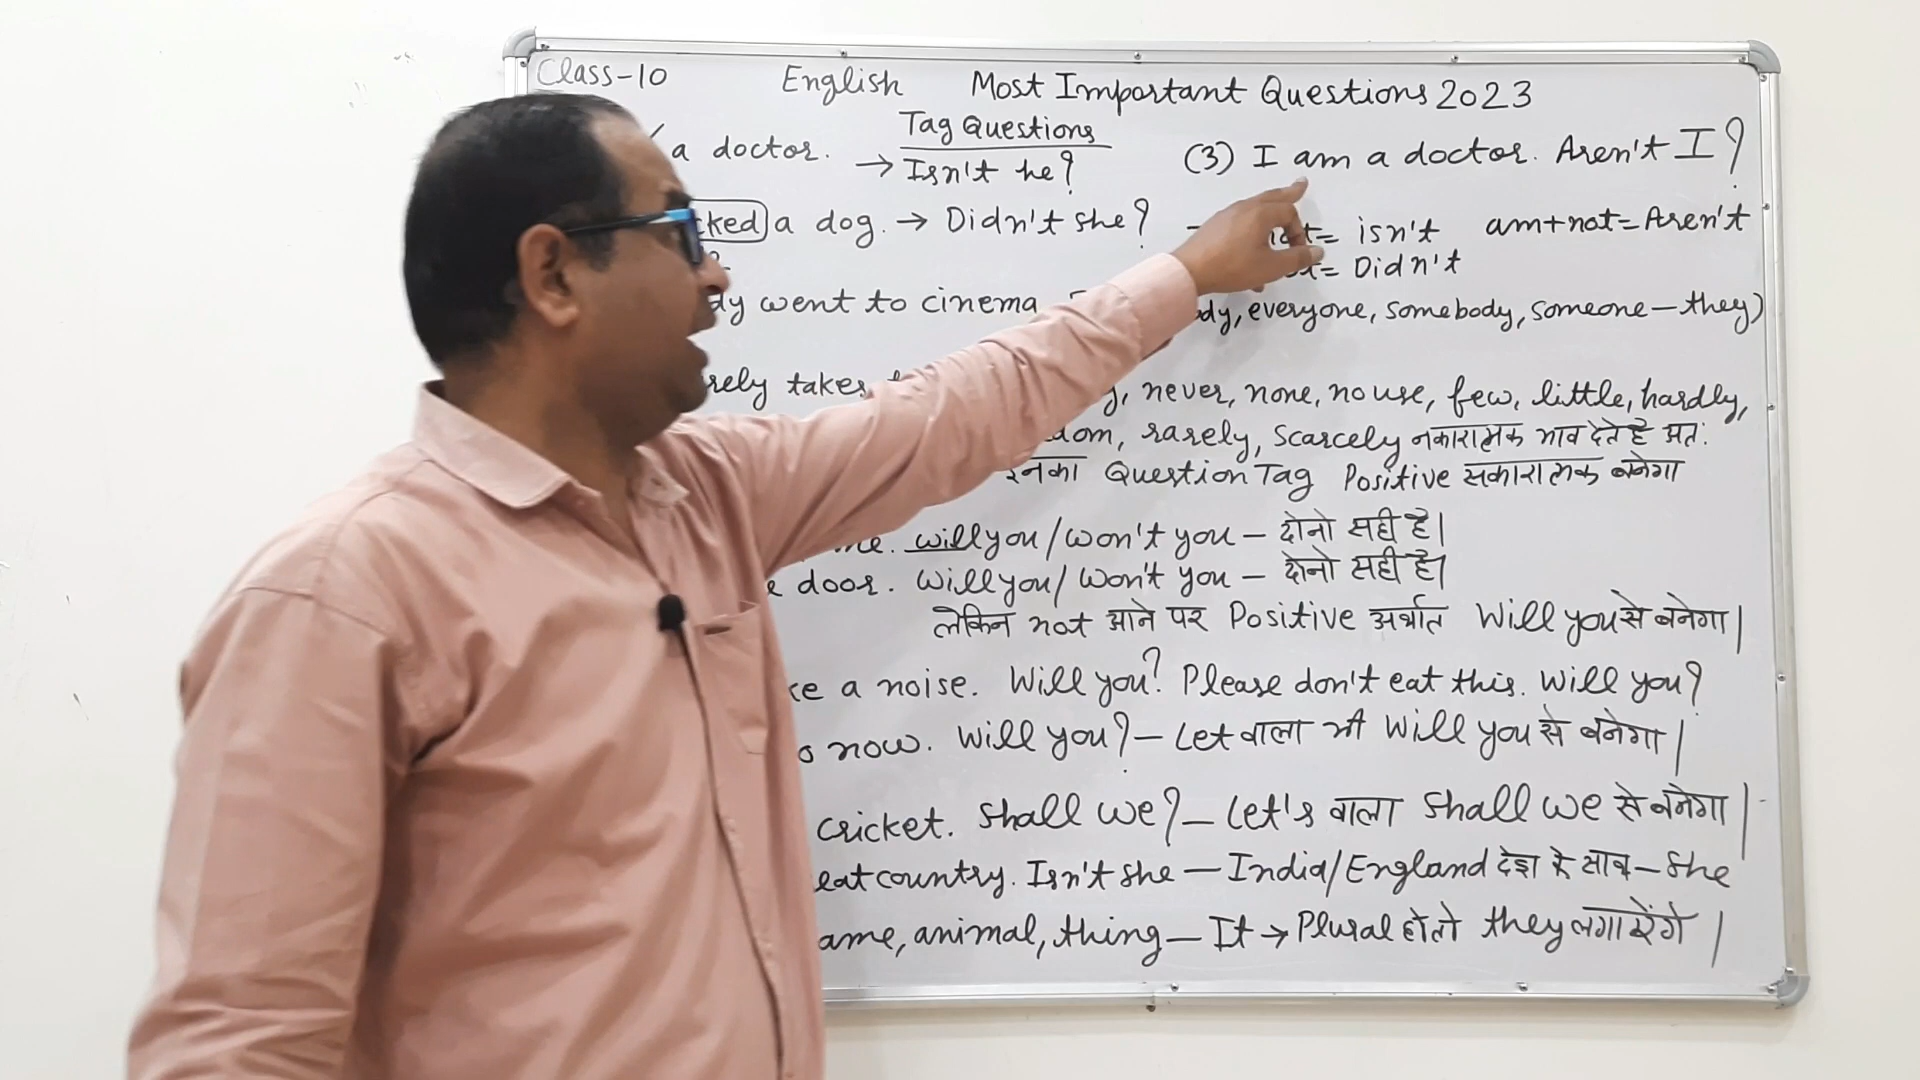 Class-10 English Most Important Questions 2023
Tag Questions
a doctor. → Isn't he?
(3) I am a doctor. Aren't I?
cked a dog. → Didn't she?
= isn't am+not= Aren't
= Didn't
dy went to cinema
dy, everyone, somebody, someone – they)
rely takes
y, never, none, no use, few, little, hardly,
dom, rarely, scarcely नकारात्मक भाव देते है अत:
इनका Question Tag Positive सकारात्मक बनेगा
me. will you/won't you – दोनो सही है।
e door. Will you/ Won't you – दोनो सही है।
लेकिन not आने पर Positive अर्थात Will you से बनेगा।
ke a noise. Will you? Please don't eat this. Will you?
o now. Will you? – Let वाला भी Will you से बनेगा।
cricket. Shall we? – Let's वाला Shall we से बनेगा।
eat country. Isn't she – India/England देश के साथ – She
ame, animal, thing – It → Plural हो तो they लगायेंगे।